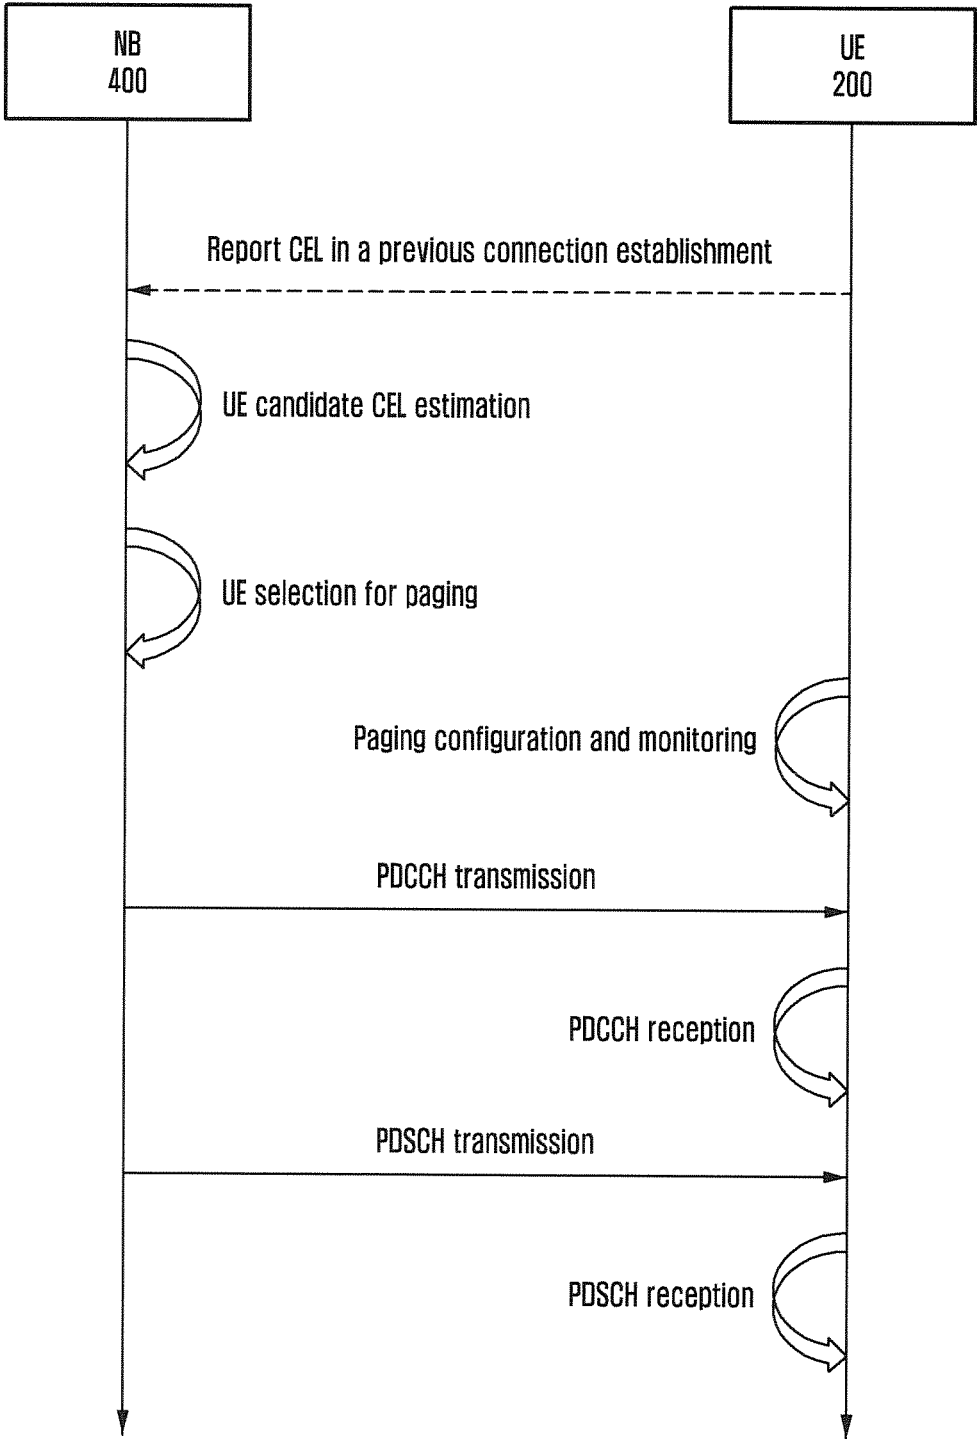 NB
400
UE
200
Report CEL in a previous connection establishment
UE candidate CEL estimation
UE selection for paging
Paging configuration and monitoring
PDCCH transmission
PDCCH reception
PDSCH transmission
PDSCH reception